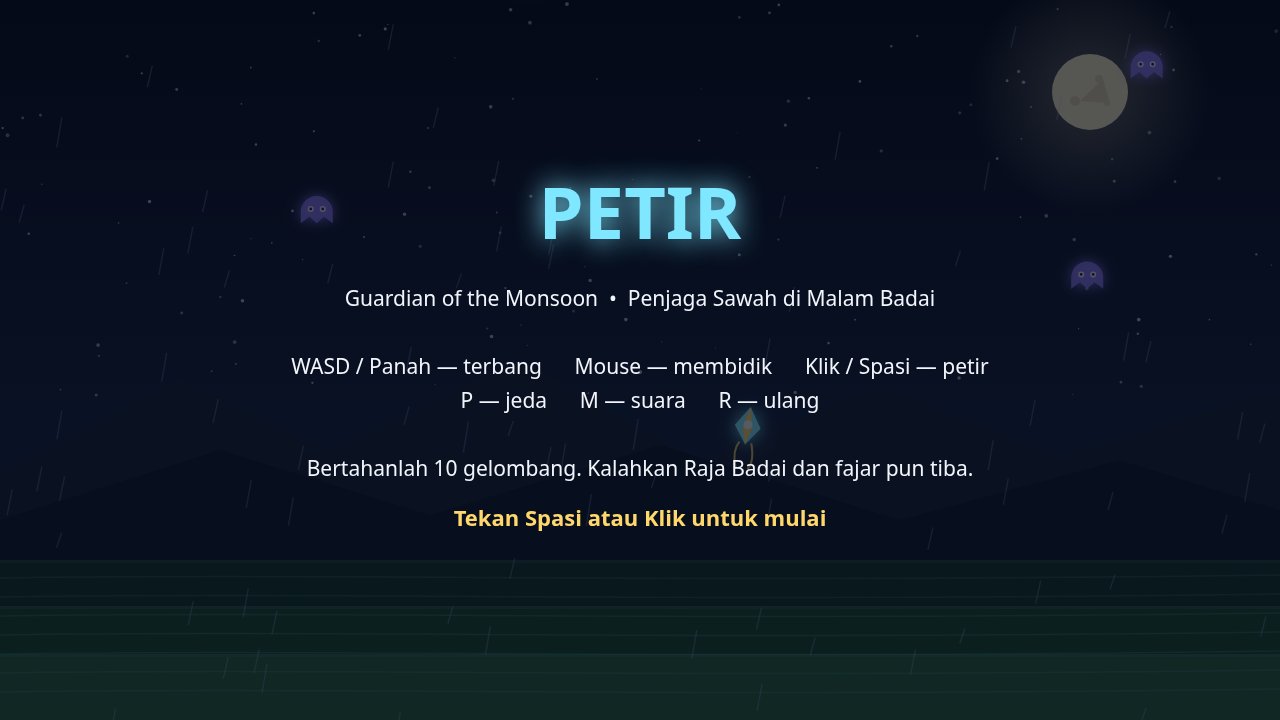 PETIR
Guardian of the Monsoon • Penjaga Sawah di Malam Badai
WASD / Panah — terbang Mouse — membidik Klik / Spasi — petir
P — jeda M — suara R — ulang
Bertahanlah 10 gelombang. Kalahkan Raja Badai dan fajar pun tiba.
Tekan Spasi atau Klik untuk mulai